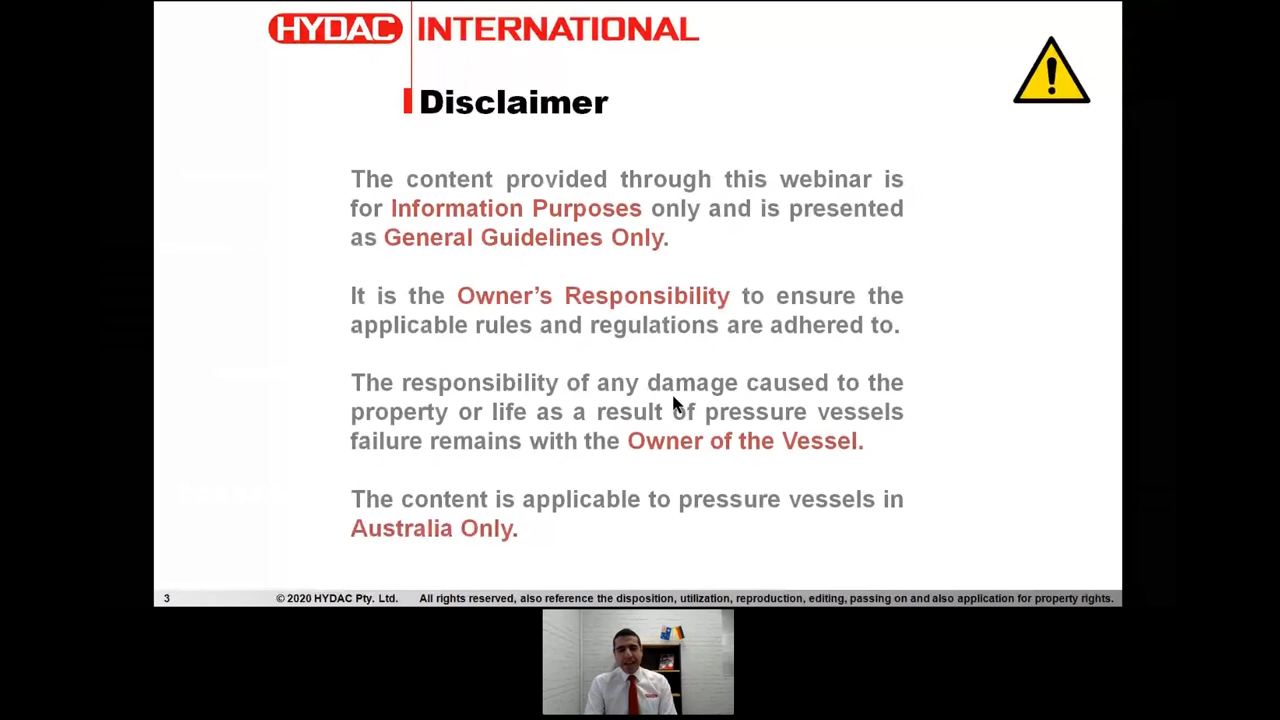 HYDAC INTERNATIONAL
Disclaimer
The content provided through this webinar is
for Information Purposes only and is presented
as General Guidelines Only.
It is the Owner's Responsibility to ensure the
applicable rules and regulations are adhered to.
The responsibility of any damage caused to the
property or life as a result of pressure vessels
failure remains with the Owner of the Vessel.
The content is applicable to pressure vessels in
Australia Only.
3 © 2020 HYDAC Pty. Ltd. All rights reserved, also reference the disposition, utilization, reproduction, editing, passing on and also application for property rights.